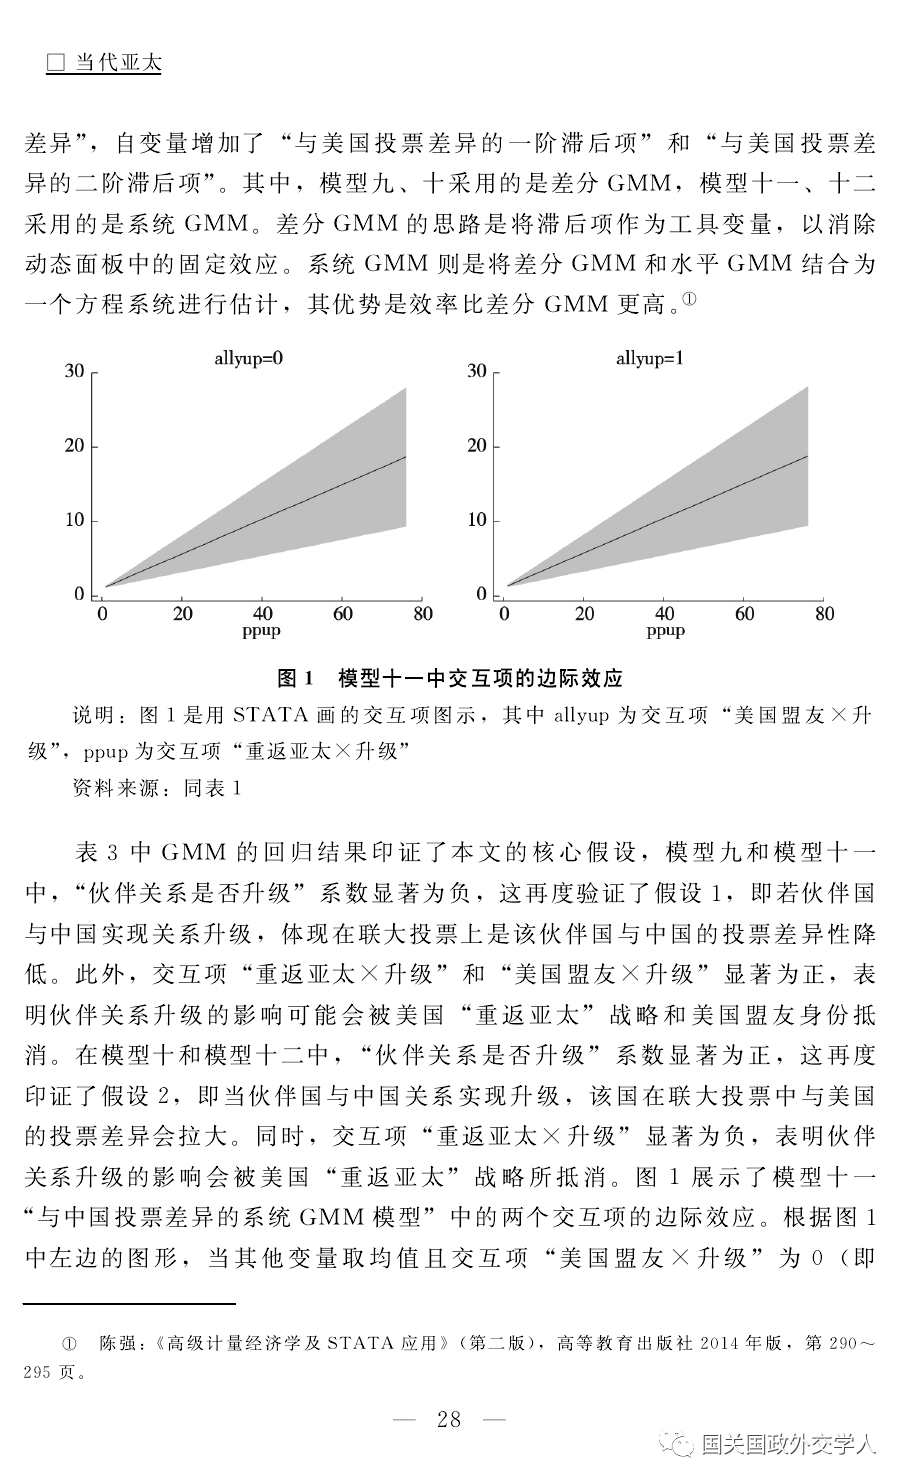 □ 当代亚太
差异”，自变量增加了“与美国投票差异的一阶滞后项”和“与美国投票差
异的二阶滞后项”。其中，模型九、十采用的是差分 GMM，模型十一、十二
采用的是系统 GMM。差分 GMM 的思路是将滞后项作为工具变量，以消除
动态面板中的固定效应。系统 GMM 则是将差分 GMM 和水平 GMM 结合为
一个方程系统进行估计，其优势是效率比差分 GMM 更高。①
allyup=0
30
20
10
0
0 20 40 60 80
ppup
allyup=1
30
20
10
0
0 20 40 60 80
ppup
图 1 模型十一中交互项的边际效应
说明：图 1 是用 STATA 画的交互项图示，其中 allyup 为交互项“美国盟友×升
级”，ppup 为交互项“重返亚太×升级”
资料来源：同表 1
表 3 中 GMM 的回归结果印证了本文的核心假设，模型九和模型十一
中，“伙伴关系是否升级”系数显著为负，这再度验证了假设 1，即若伙伴国
与中国实现关系升级，体现在联大投票上是该伙伴国与中国的投票差异性降
低。此外，交互项“重返亚太×升级”和“美国盟友×升级”显著为正，表
明伙伴关系升级的影响可能会被美国“重返亚太”战略和美国盟友身份抵
消。在模型十和模型十二中，“伙伴关系是否升级”系数显著为正，这再度
印证了假设 2，即当伙伴国与中国关系实现升级，该国在联大投票中与美国
的投票差异会拉大。同时，交互项“重返亚太×升级”显著为负，表明伙伴
关系升级的影响会被美国“重返亚太”战略所抵消。图 1 展示了模型十一
“与中国投票差异的系统 GMM 模型”中的两个交互项的边际效应。根据图 1
中左边的图形，当其他变量取均值且交互项“美国盟友×升级”为 0（即
① 陈强：《高级计量经济学及 STATA 应用》（第二版），高等教育出版社 2014 年版，第 290～
295 页。
— 28 —
国关国政外交学人